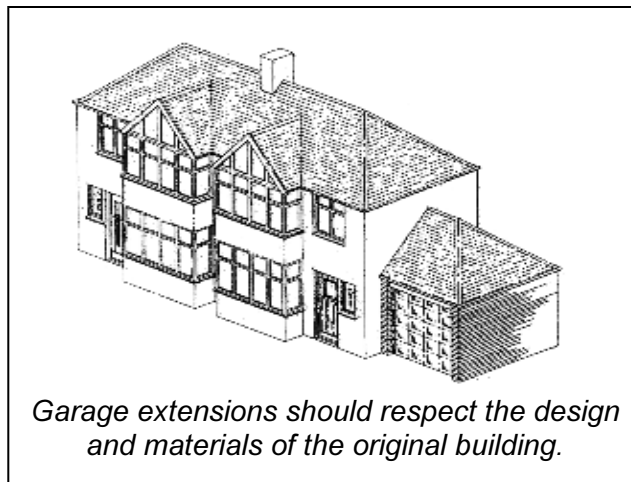 Garage extensions should respect the design
and materials of the original building.